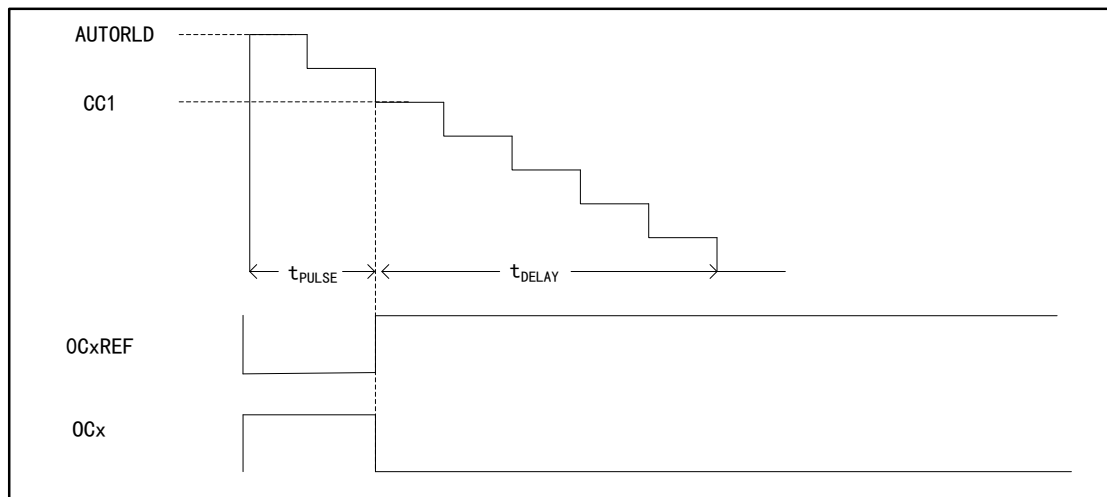 AUTORLD
CC1
tPULSE
tDELAY
OCxREF
OCx